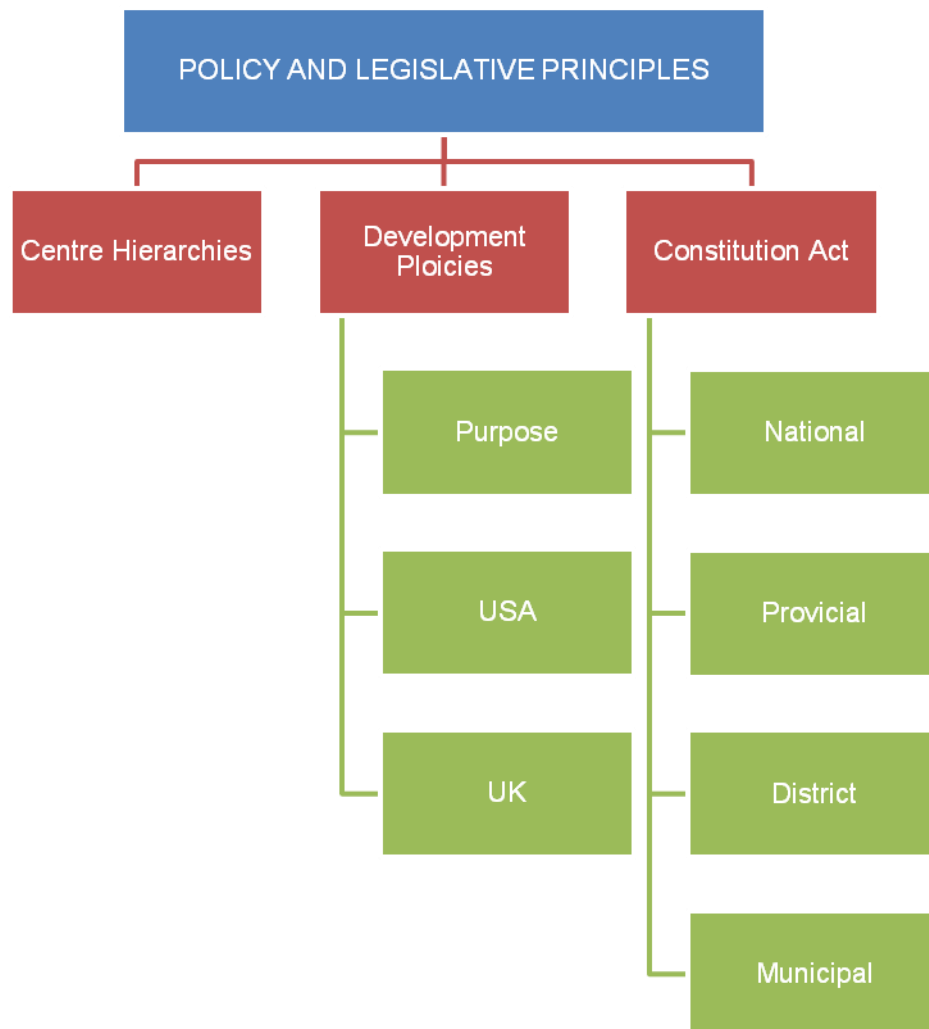 POLICY AND LEGISLATIVE PRINCIPLES
Centre Hierarchies
Development
Ploicies
Constitution Act
Purpose
National
USA
Provicial
UK
District
Municipal